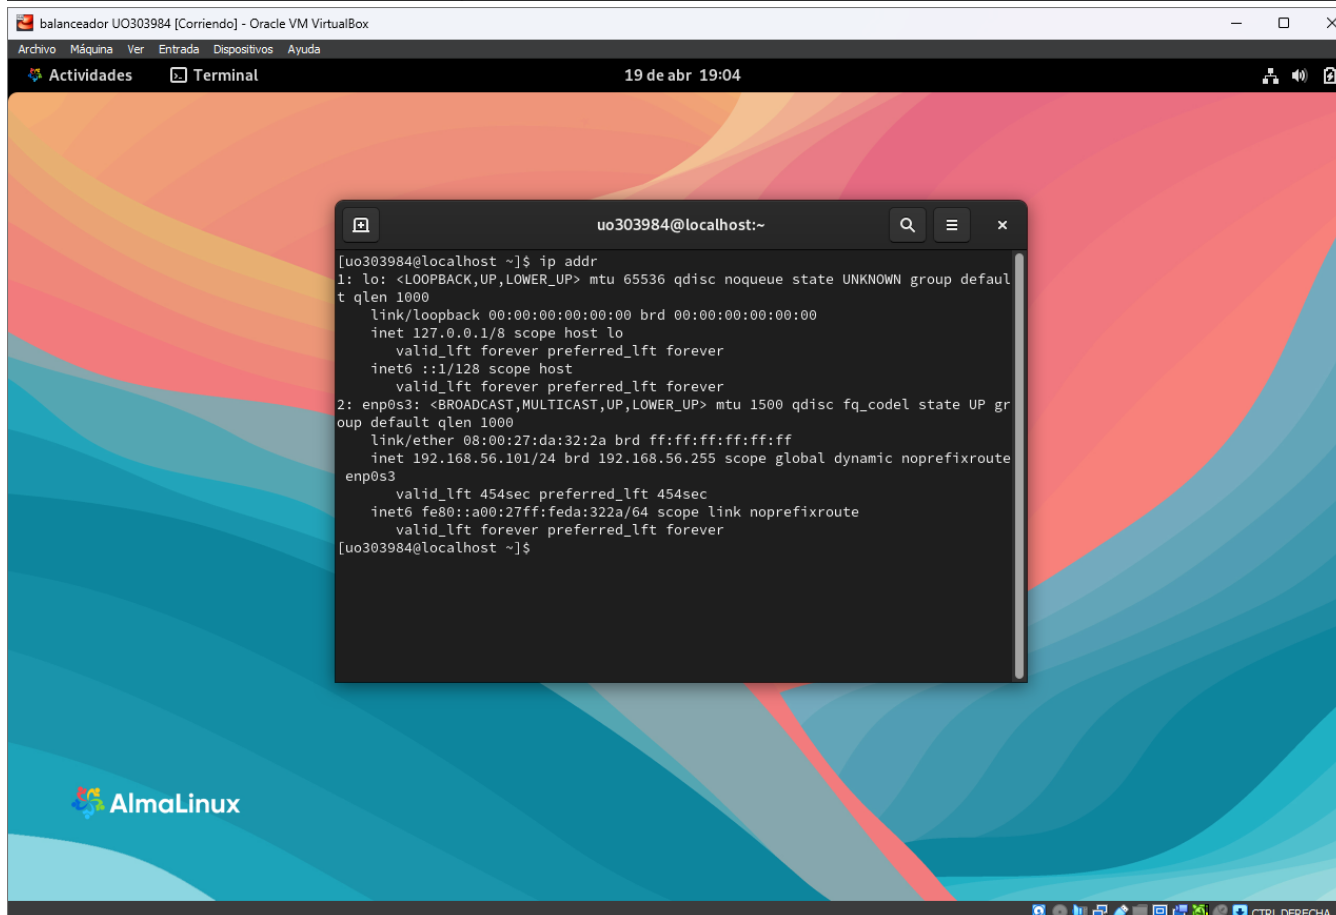 balanceador UO303984 [Corriendo] - Oracle VM VirtualBox
Archivo Máquina Ver Entrada Dispositivos Ayuda
Actividades Terminal 19 de abr 19:04
uo303984@localhost:~
[uo303984@localhost ~]$ ip addr
1: lo: <LOOPBACK,UP,LOWER_UP> mtu 65536 qdisc noqueue state UNKNOWN group defaul
t qlen 1000
    link/loopback 00:00:00:00:00:00 brd 00:00:00:00:00:00
    inet 127.0.0.1/8 scope host lo
       valid_lft forever preferred_lft forever
    inet6 ::1/128 scope host
       valid_lft forever preferred_lft forever
2: enp0s3: <BROADCAST,MULTICAST,UP,LOWER_UP> mtu 1500 qdisc fq_codel state UP gr
oup default qlen 1000
    link/ether 08:00:27:da:32:2a brd ff:ff:ff:ff:ff:ff
    inet 192.168.56.101/24 brd 192.168.56.255 scope global dynamic noprefixroute
 enp0s3
       valid_lft 454sec preferred_lft 454sec
    inet6 fe80::a00:27ff:feda:322a/64 scope link noprefixroute
       valid_lft forever preferred_lft forever
[uo303984@localhost ~]$
AlmaLinux
CTRL DERECHA